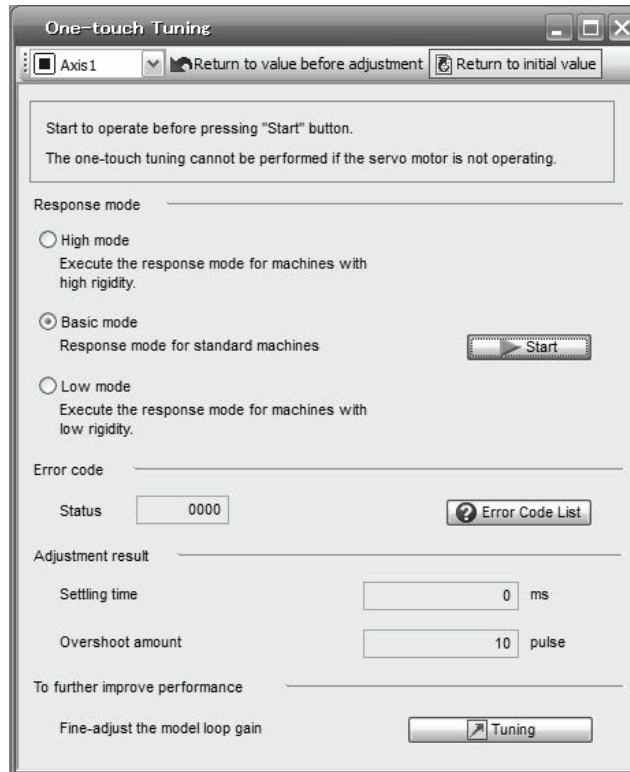 One-touch Tuning
Axis1 Return to value before adjustment Return to initial value
Start to operate before pressing "Start" button.
The one-touch tuning cannot be performed if the servo motor is not operating.
Response mode
High mode
Execute the response mode for machines with
high rigidity.
Basic mode
Response mode for standard machines
Start
Low mode
Execute the response mode for machines with
low rigidity.
Error code
Status 0000 Error Code List
Adjustment result
Settling time 0 ms
Overshoot amount 10 pulse
To further improve performance
Fine-adjust the model loop gain Tuning